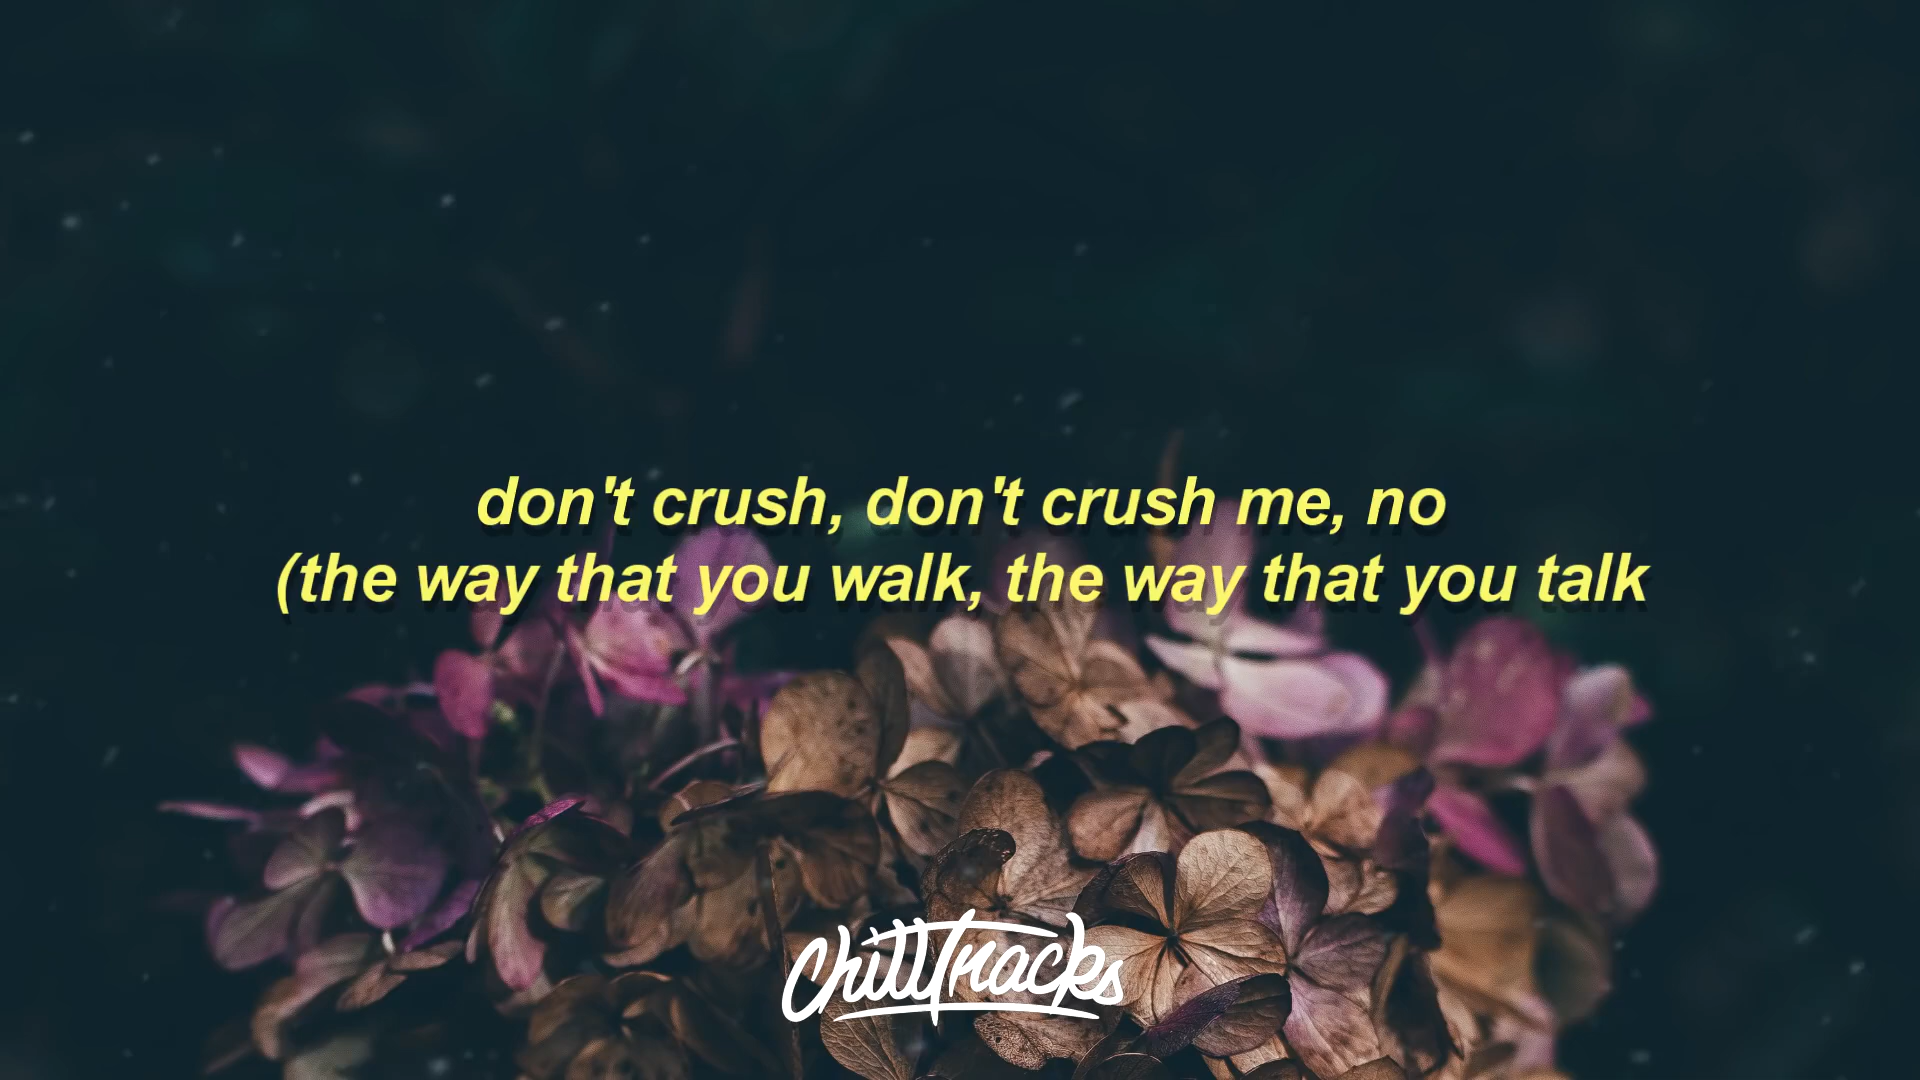 don't crush, don't crush me, no
(the way that you walk, the way that you talk
ChillTracks